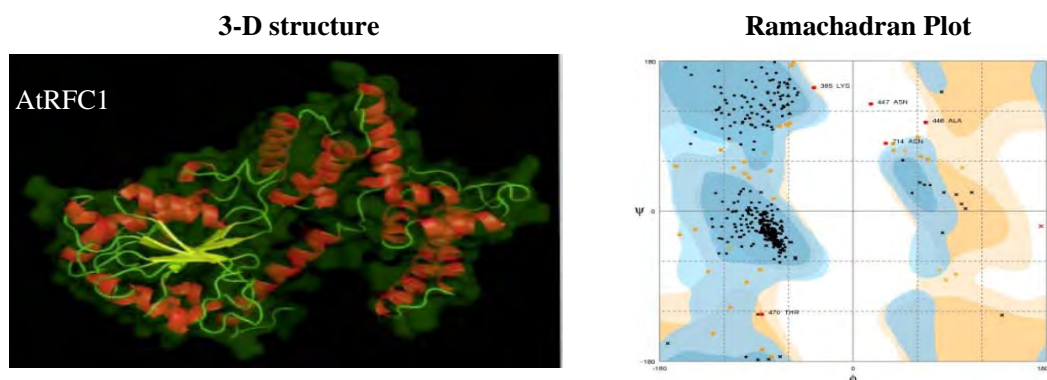 3-D structure
Ramachadran Plot
AtRFC1
180
385 LYS
447 ASN
446 ALA
714 ASN
Ψ
0
470 THR
-180
-180
0
180
Φ